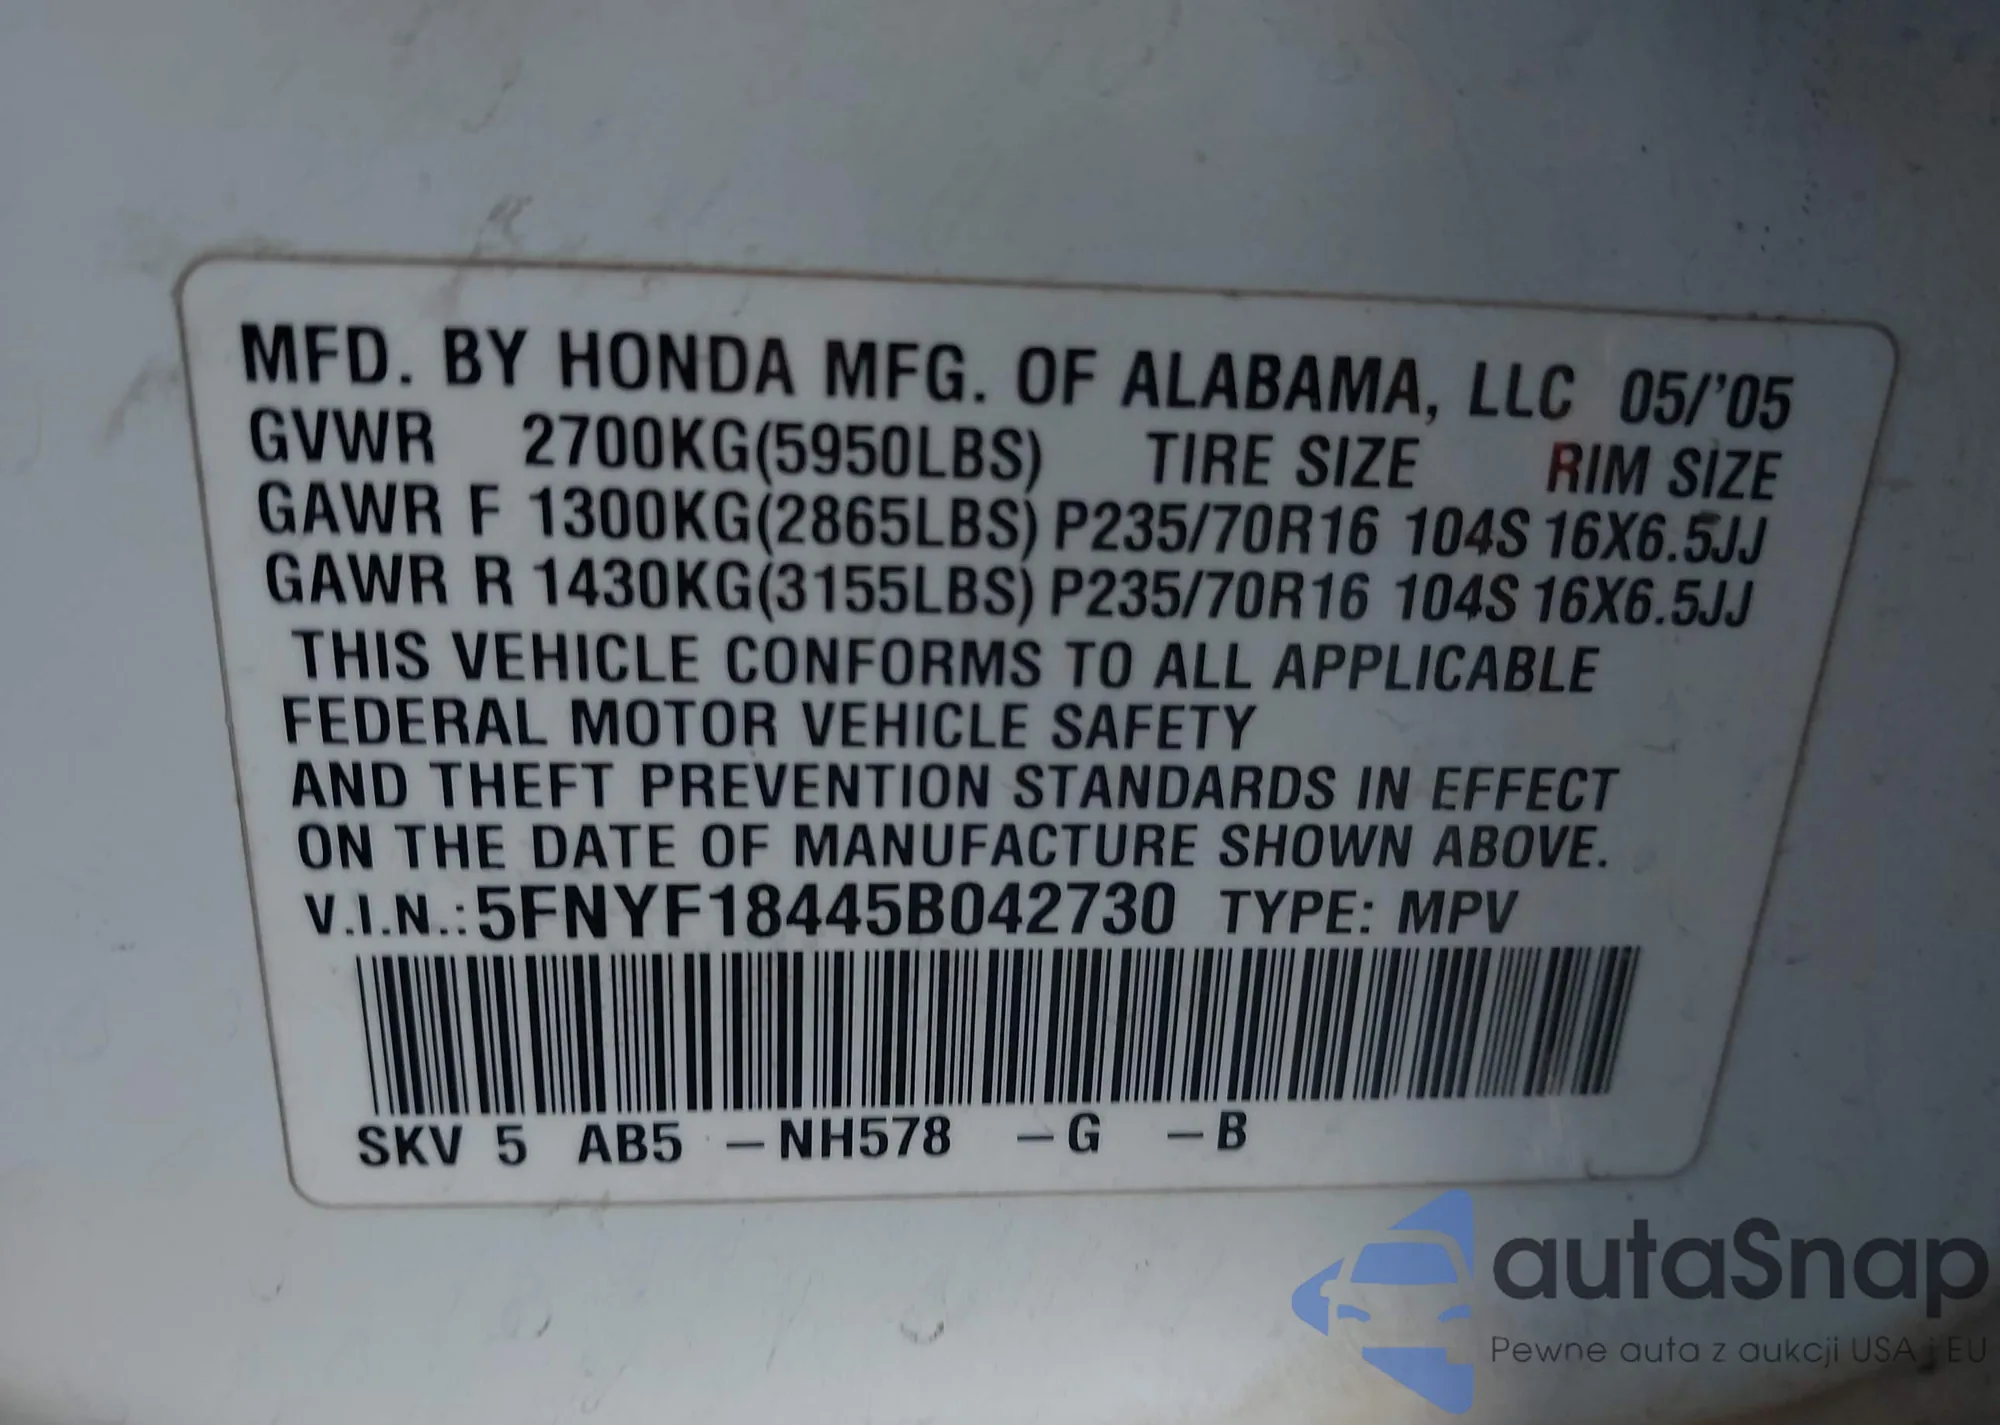 MFD. BY HONDA MFG. OF ALABAMA, LLC 05/'05
GVWR 2700KG(5950LBS) TIRE SIZE RIM SIZE
GAWR F 1300KG(2865LBS) P235/70R16 104S 16X6.5JJ
GAWR R 1430KG(3155LBS) P235/70R16 104S 16X6.5JJ
THIS VEHICLE CONFORMS TO ALL APPLICABLE
FEDERAL MOTOR VEHICLE SAFETY
AND THEFT PREVENTION STANDARDS IN EFFECT
ON THE DATE OF MANUFACTURE SHOWN ABOVE.
V.I.N.: 5FNYF18445B042730 TYPE: MPV
SKV 5 AB5 –NH578 –G –B
autaSnap
Pewne auta z aukcji USA i EU